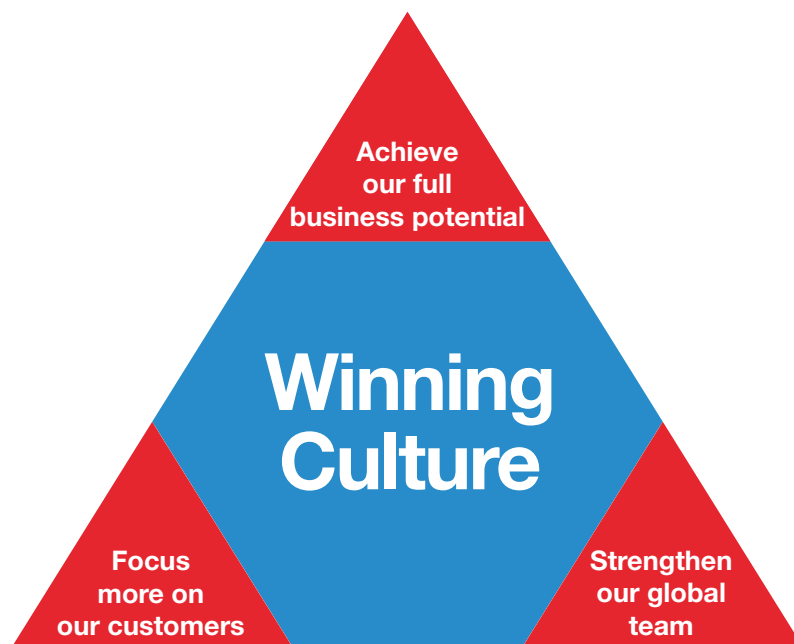 Achieve
our full
business potential
Winning
Culture
Focus
more on
our customers
Strengthen
our global
team